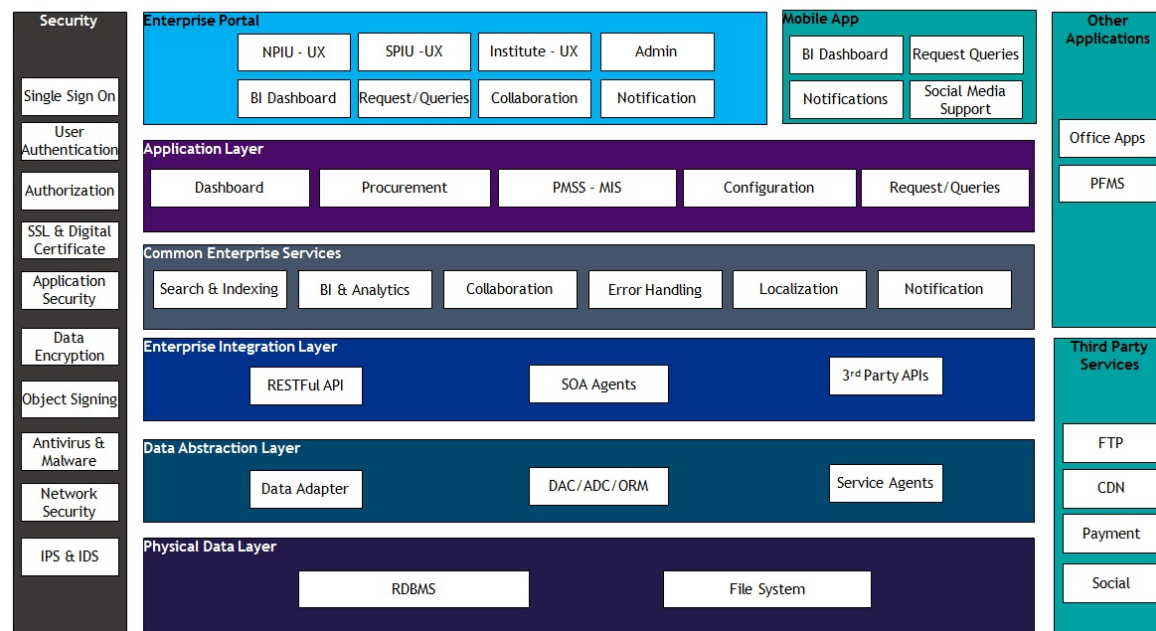 Security
Single Sign On
User
Authentication
Authorization
SSL & Digital
Certificate
Application
Security
Data
Encryption
Object Signing
Antivirus &
Malware
Network
Security
IPS & IDS
Enterprise Portal
NPIU - UX
SPIU -UX
Institute - UX
Admin
BI Dashboard
Request/Queries
Collaboration
Notification
Mobile App
BI Dashboard
Request Queries
Notifications
Social Media
Support
Application Layer
Dashboard
Procurement
PMSS - MIS
Configuration
Request/Queries
Common Enterprise Services
Search & Indexing
BI & Analytics
Collaboration
Error Handling
Localization
Notification
Enterprise Integration Layer
RESTFul API
SOA Agents
3rd Party APIs
Data Abstraction Layer
Data Adapter
DAC/ADC/ORM
Service Agents
Physical Data Layer
RDBMS
File System
Other
Applications
Office Apps
PFMS
Third Party
Services
FTP
CDN
Payment
Social